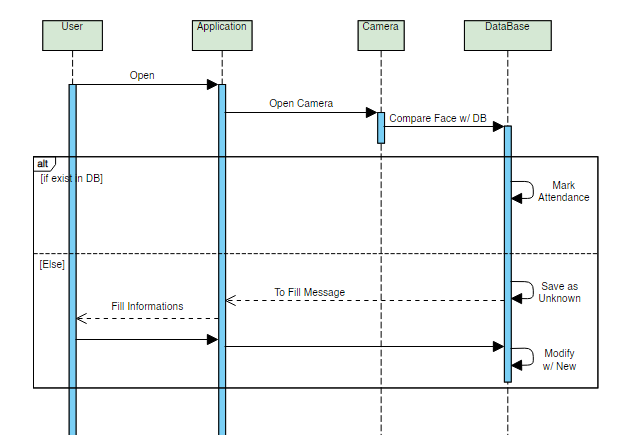 User
Application
Camera
DataBase
Open
Open Camera
Compare Face w/ DB
alt
[if exist in DB]
Mark
Attendance
[Else]
Save as
Unknown
To Fill Message
Fill Informations
Modify
w/ New